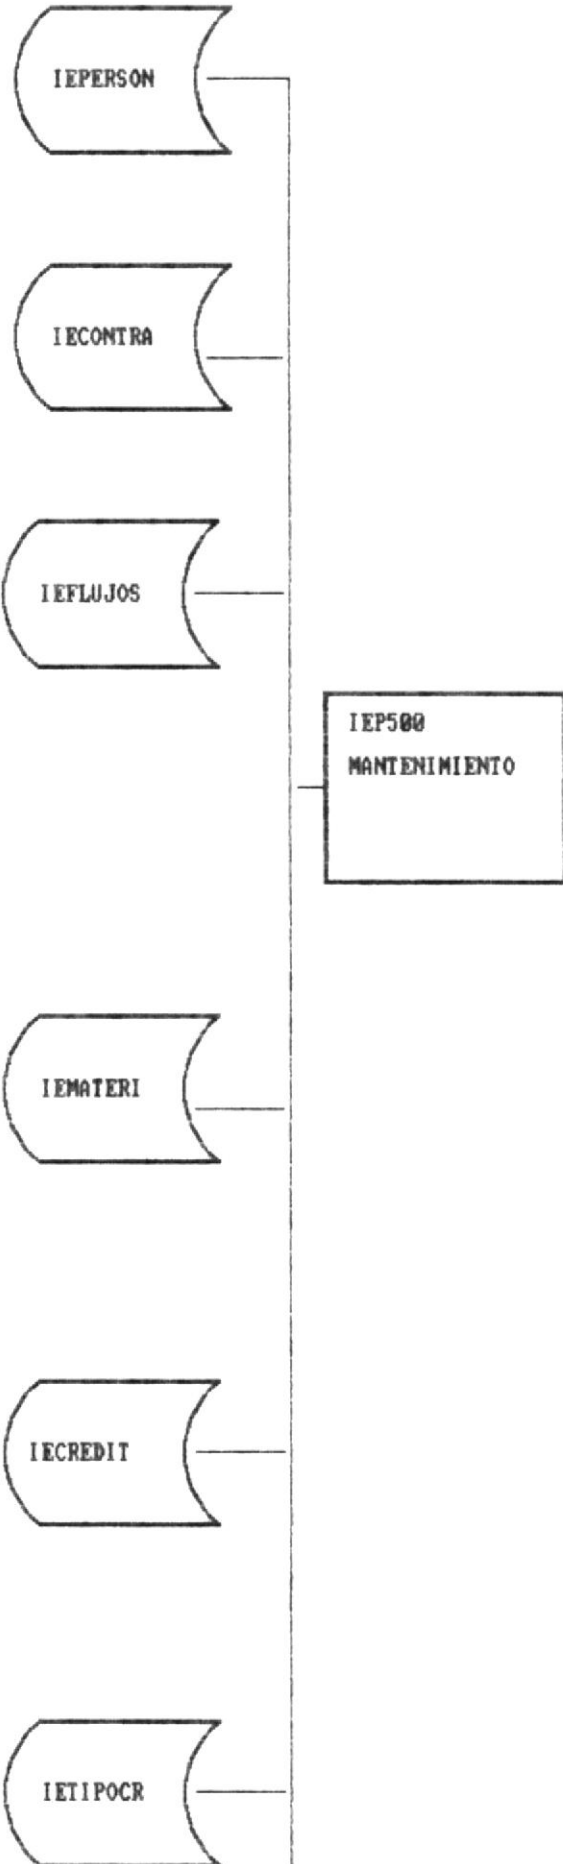 IEPERSON
IECONTRA
IEFLUJOS
IEP500
MANTENIMIENTO
IEMATERI
IECREDIT
IETIPOCR